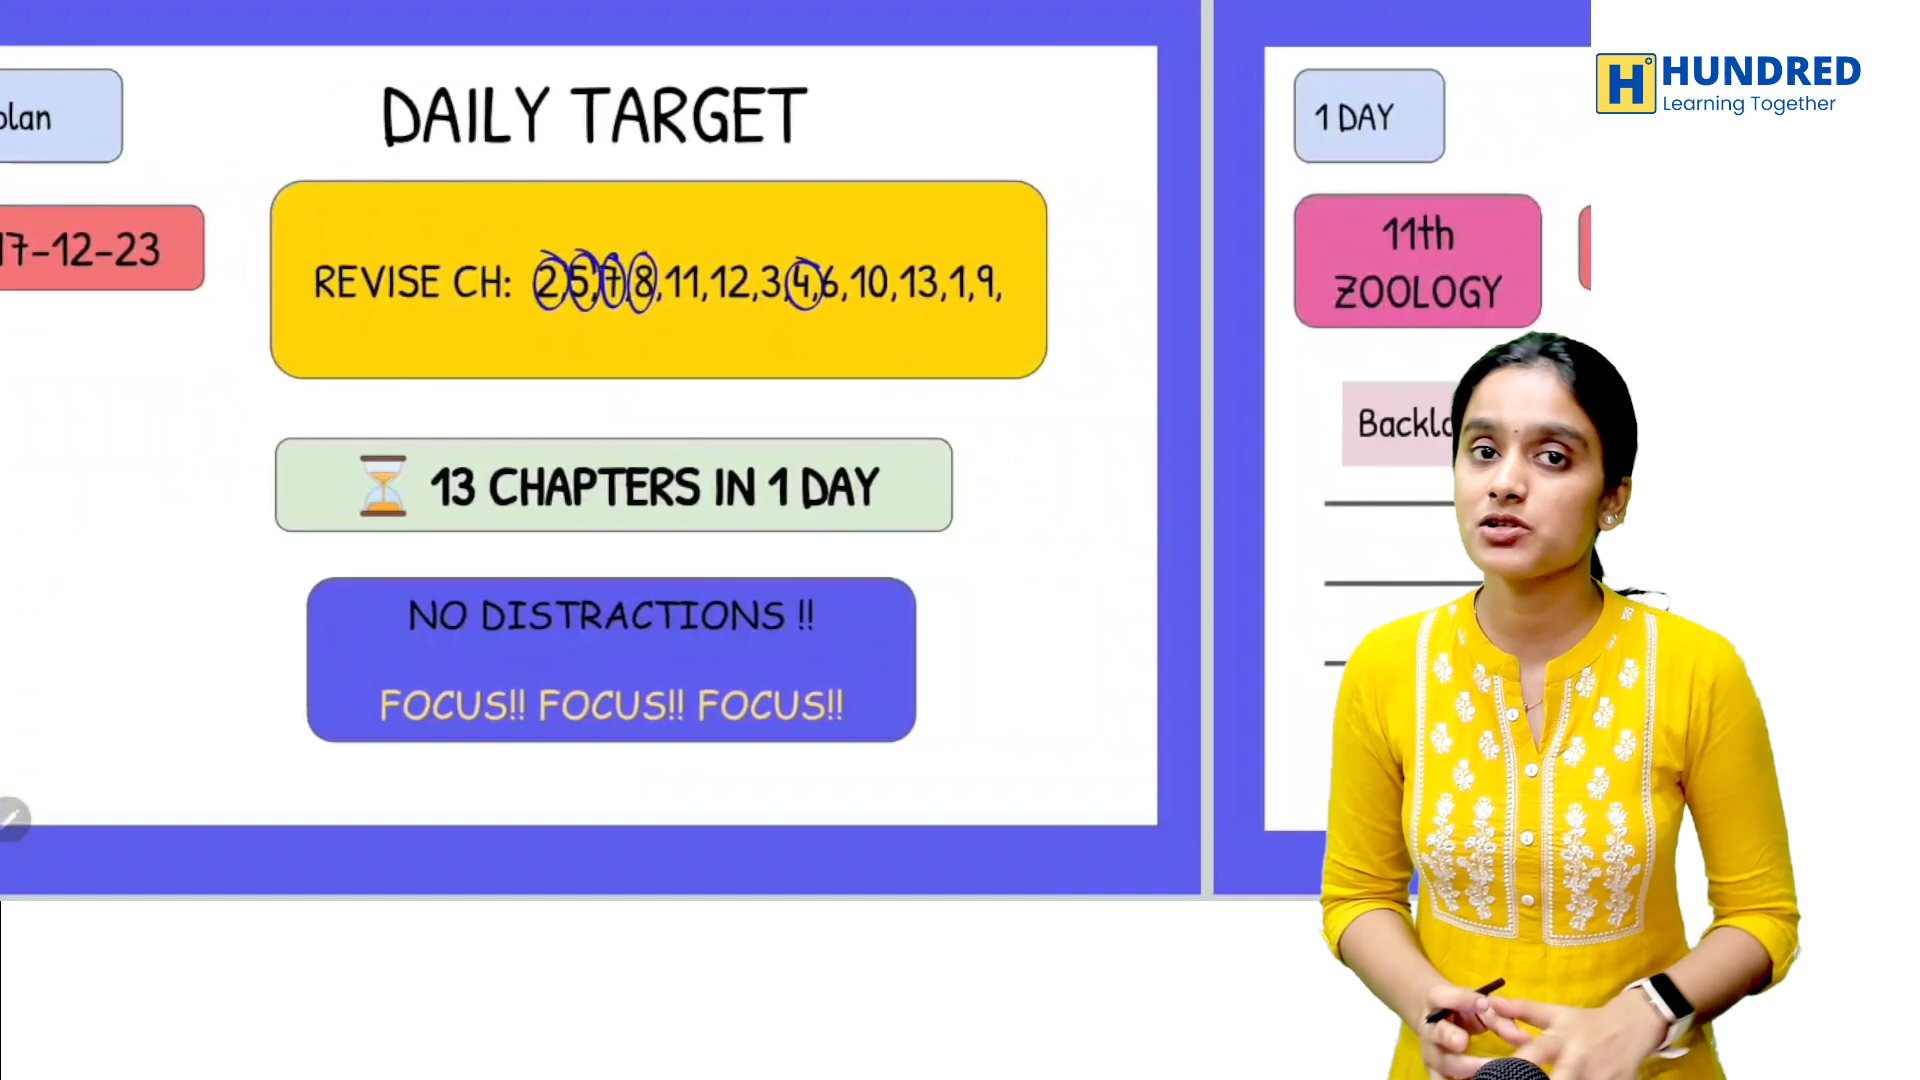 plan
DAILY TARGET
17-12-23
REVISE CH: 2,5,7,8,11,12,3,4,6,10,13,1,9,
13 CHAPTERS IN 1 DAY
NO DISTRACTIONS !!
FOCUS!! FOCUS!! FOCUS!!
1 DAY
11th
ZOOLOGY
H HUNDRED
Learning Together